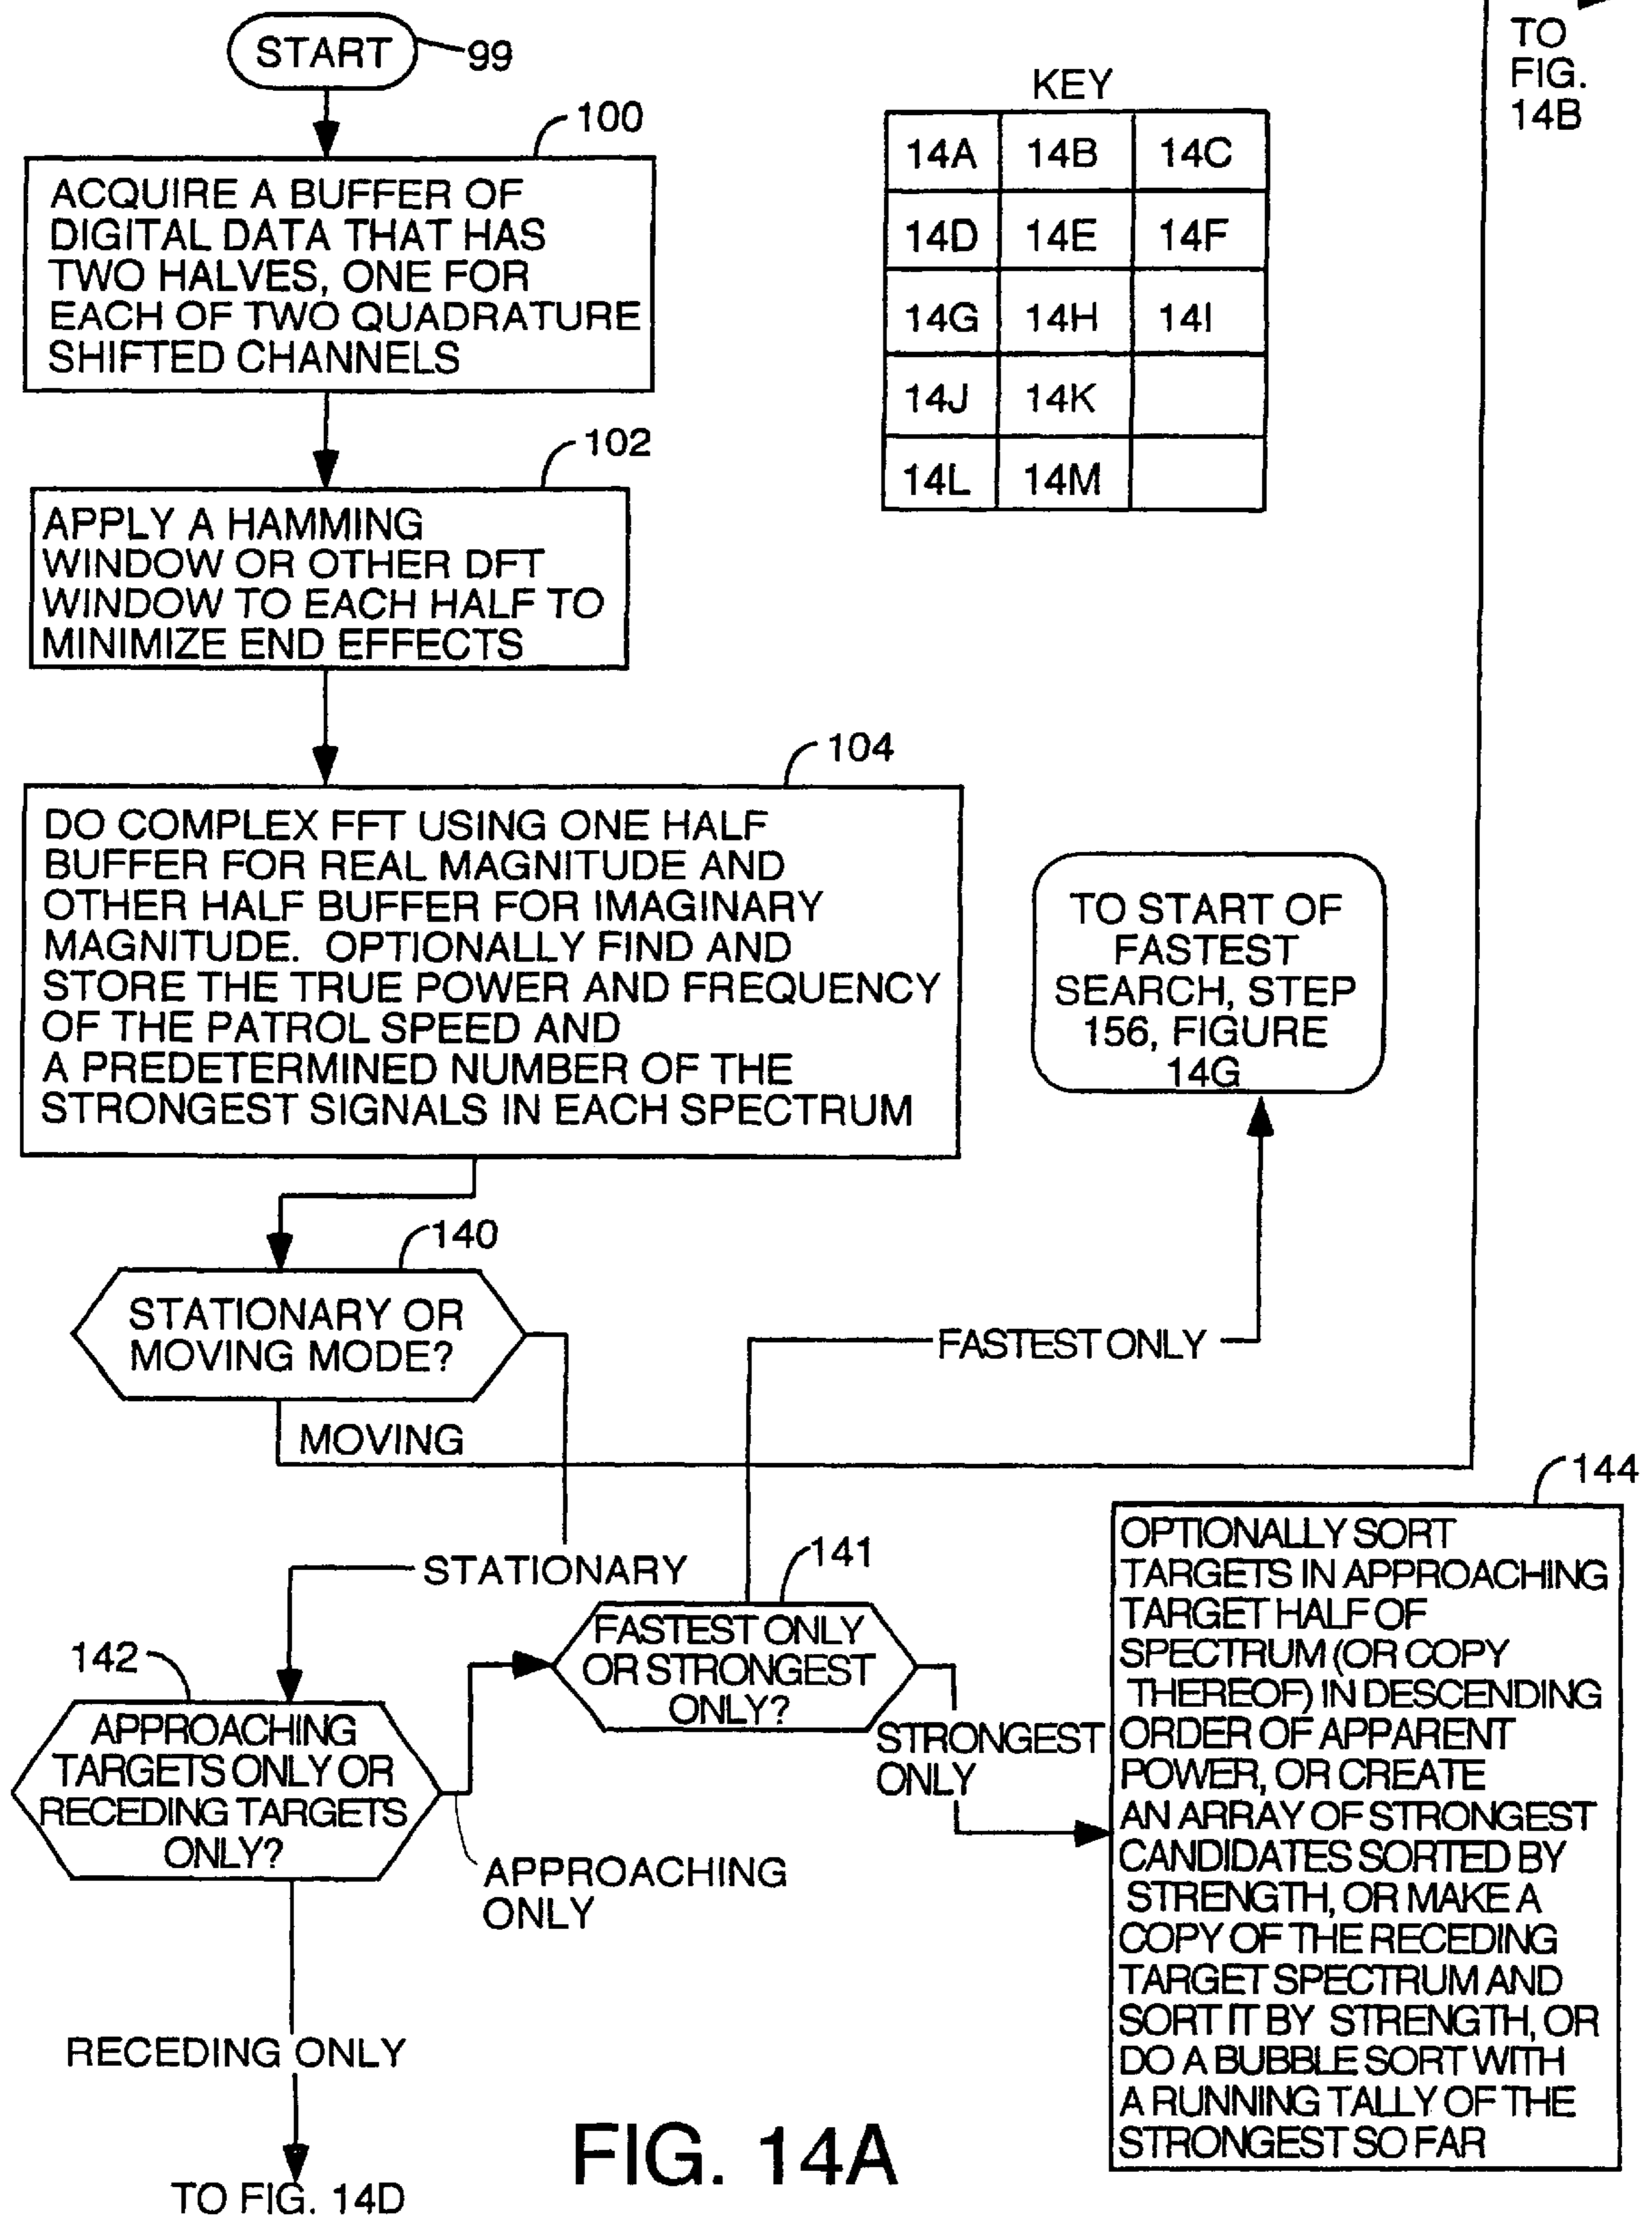 START
99
TO
FIG.
14B
KEY
14A 14B 14C
14D 14E 14F
14G 14H 14I
14J 14K
14L 14M
100
ACQUIRE A BUFFER OF
DIGITAL DATA THAT HAS
TWO HALVES, ONE FOR
EACH OF TWO QUADRATURE
SHIFTED CHANNELS
102
APPLY A HAMMING
WINDOW OR OTHER DFT
WINDOW TO EACH HALF TO
MINIMIZE END EFFECTS
104
DO COMPLEX FFT USING ONE HALF
BUFFER FOR REAL MAGNITUDE AND
OTHER HALF BUFFER FOR IMAGINARY
MAGNITUDE. OPTIONALLY FIND AND
STORE THE TRUE POWER AND FREQUENCY
OF THE PATROL SPEED AND
A PREDETERMINED NUMBER OF THE
STRONGEST SIGNALS IN EACH SPECTRUM
TO START OF
FASTEST
SEARCH, STEP
156, FIGURE
14G
140
STATIONARY OR
MOVING MODE?
FASTEST ONLY
MOVING
STATIONARY
141
FASTEST ONLY
OR STRONGEST
ONLY?
142
APPROACHING
TARGETS ONLY OR
RECEDING TARGETS
ONLY?
STRONGEST
ONLY
APPROACHING
ONLY
144
OPTIONALLY SORT
TARGETS IN APPROACHING
TARGET HALF OF
SPECTRUM (OR COPY
THEREOF) IN DESCENDING
ORDER OF APPARENT
POWER, OR CREATE
AN ARRAY OF STRONGEST
CANDIDATES SORTED BY
STRENGTH, OR MAKE A
COPY OF THE RECEDING
TARGET SPECTRUM AND
SORT IT BY STRENGTH, OR
DO A BUBBLE SORT WITH
A RUNNING TALLY OF THE
STRONGEST SO FAR
RECEDING ONLY
TO FIG. 14D
FIG. 14A